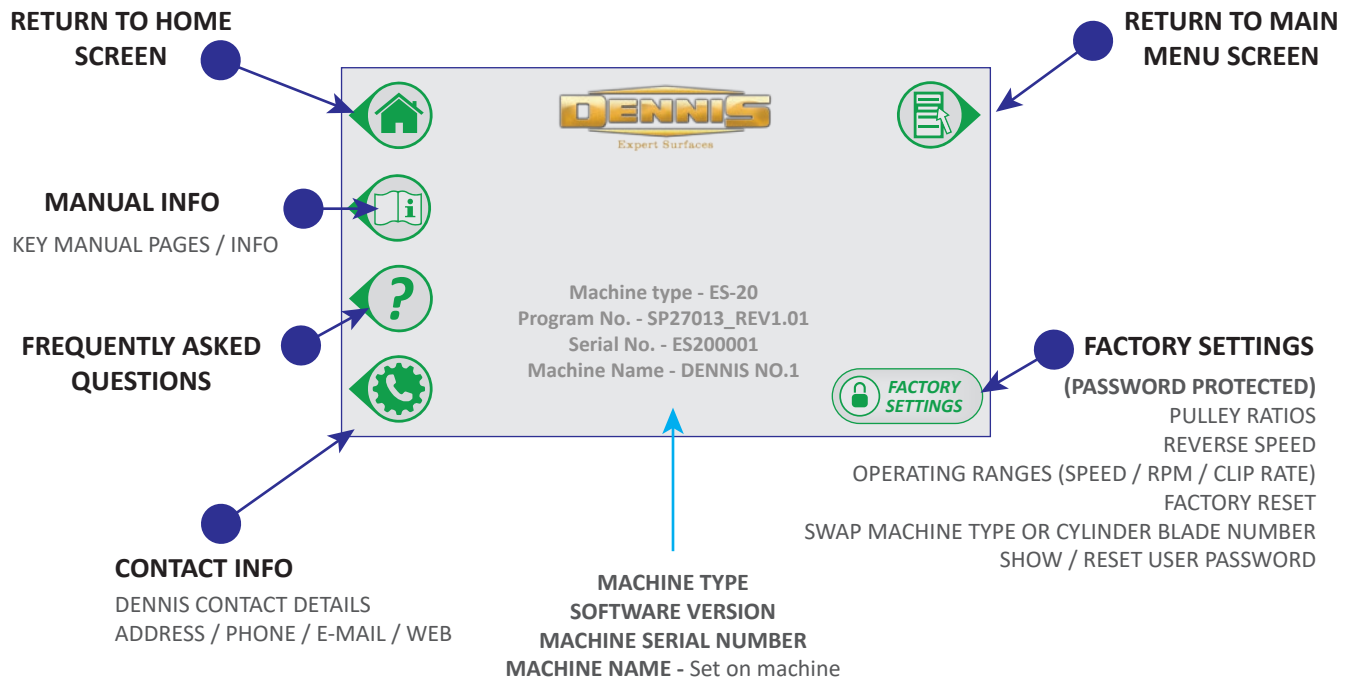 RETURN TO HOME
SCREEN
RETURN TO MAIN
MENU SCREEN
DENNIS
Expert Surfaces
MANUAL INFO
KEY MANUAL PAGES / INFO
i
?
FREQUENTLY ASKED
QUESTIONS
Machine type - ES-20
Program No. - SP27013_REV1.01
Serial No. - ES200001
Machine Name - DENNIS NO.1
FACTORY
SETTINGS
FACTORY SETTINGS
(PASSWORD PROTECTED)
PULLEY RATIOS
REVERSE SPEED
OPERATING RANGES (SPEED / RPM / CLIP RATE)
FACTORY RESET
SWAP MACHINE TYPE OR CYLINDER BLADE NUMBER
SHOW / RESET USER PASSWORD
CONTACT INFO
DENNIS CONTACT DETAILS
ADDRESS / PHONE / E-MAIL / WEB
MACHINE TYPE
SOFTWARE VERSION
MACHINE SERIAL NUMBER
MACHINE NAME - Set on machine